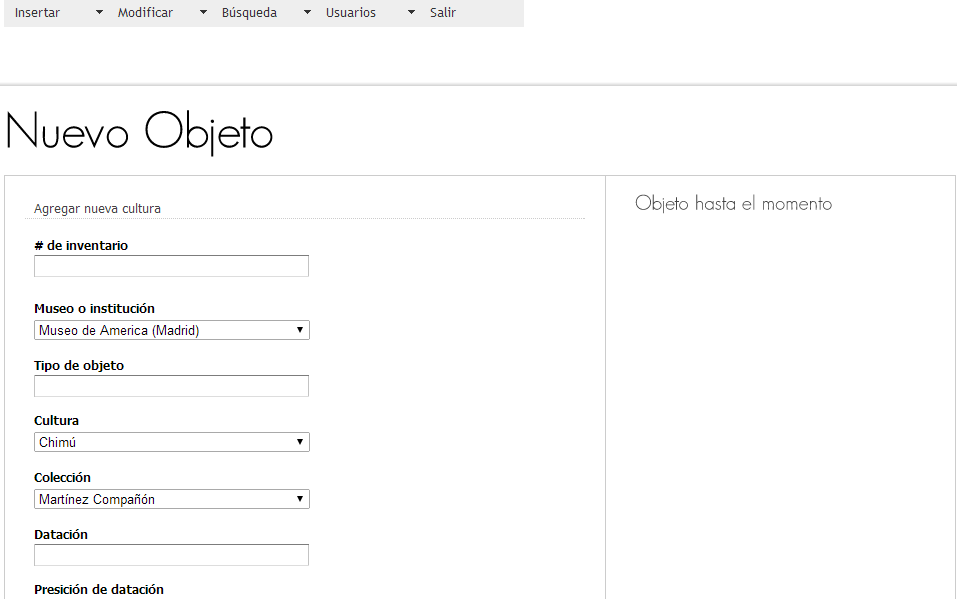 Insertar Modificar Búsqueda Usuarios Salir
Nuevo Objeto
Agregar nueva cultura
# de inventario
Museo o institución
Museo de America (Madrid)
Tipo de objeto
Cultura
Chimú
Colección
Martínez Compañón
Datación
Presición de datación
Objeto hasta el momento